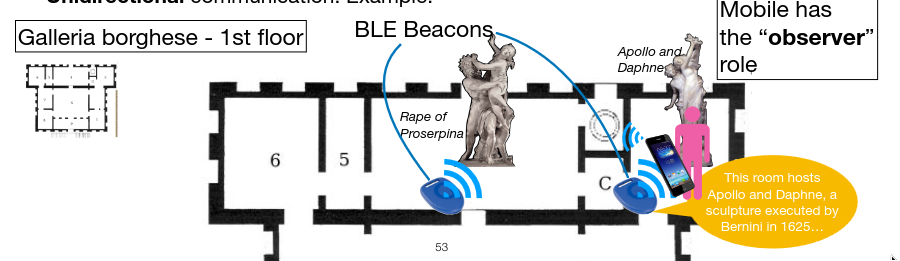 Unidirectional communication. Example:
Galleria borghese - 1st floor
BLE Beacons
Mobile has
the “observer”
role
Apollo and
Daphne
Rape of
Proserpina
6
5
C
This room hosts
Apollo and Daphne, a
sculpture executed by
Bernini in 1625…
53